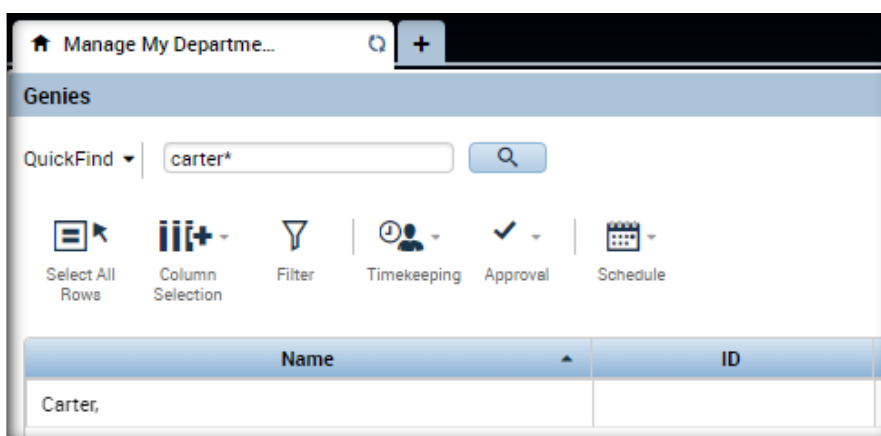 Manage My Departme...
+
Genies
QuickFind
carter*
Select All Rows
Column Selection
Filter
Timekeeping
Approval
Schedule
Name
ID
Carter,